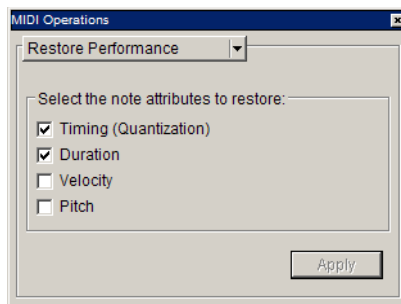 MIDI Operations
Restore Performance
Select the note attributes to restore:
Timing (Quantization)
Duration
Velocity
Pitch
Apply